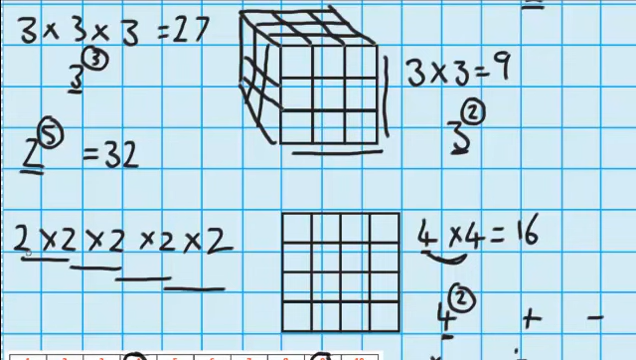 3 × 3 × 3 = 27
3³
3 × 3 = 9
3²
2⁵ = 32
2 × 2 × 2 × 2 × 2
4 × 4 = 16
4² + −